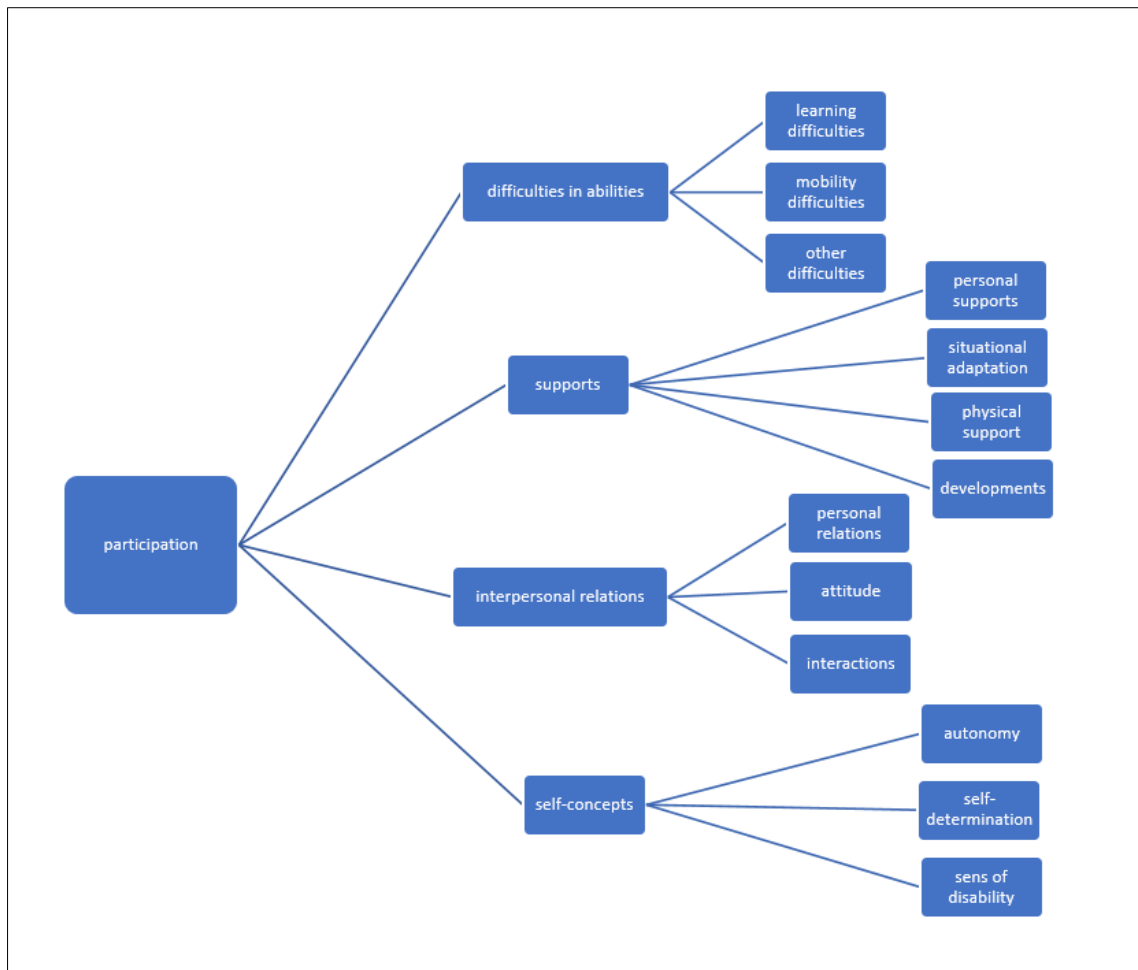 participation
difficulties in abilities
learning
difficulties
mobility
difficulties
other
difficulties
supports
personal
supports
situational
adaptation
physical
support
developments
interpersonal relations
personal
relations
attitude
interactions
self-concepts
autonomy
self-
determination
sens of
disability